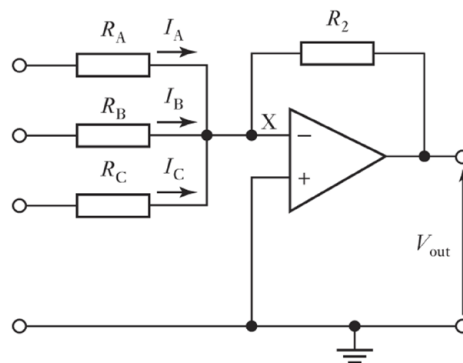 R_A I_A
R_2
R_B I_B
X −
R_C I_C
+
V_out